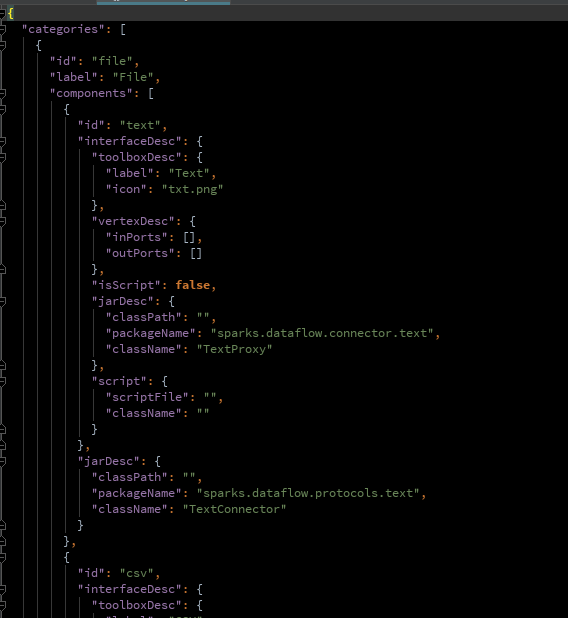 {
  "categories": [
    {
      "id": "file",
      "label": "File",
      "components": [
        {
          "id": "text",
          "interfaceDesc": {
            "toolboxDesc": {
              "label": "Text",
              "icon": "txt.png"
            },
            "vertexDesc": {
              "inPorts": [],
              "outPorts": []
            },
            "isScript": false,
            "jarDesc": {
              "classPath": "",
              "packageName": "sparks.dataflow.connector.text",
              "className": "TextProxy"
            },
            "script": {
              "scriptFile": "",
              "className": ""
            }
          },
          "jarDesc": {
            "classPath": "",
            "packageName": "sparks.dataflow.protocols.text",
            "className": "TextConnector"
          }
        },
        {
          "id": "csv",
          "interfaceDesc": {
            "toolboxDesc": {